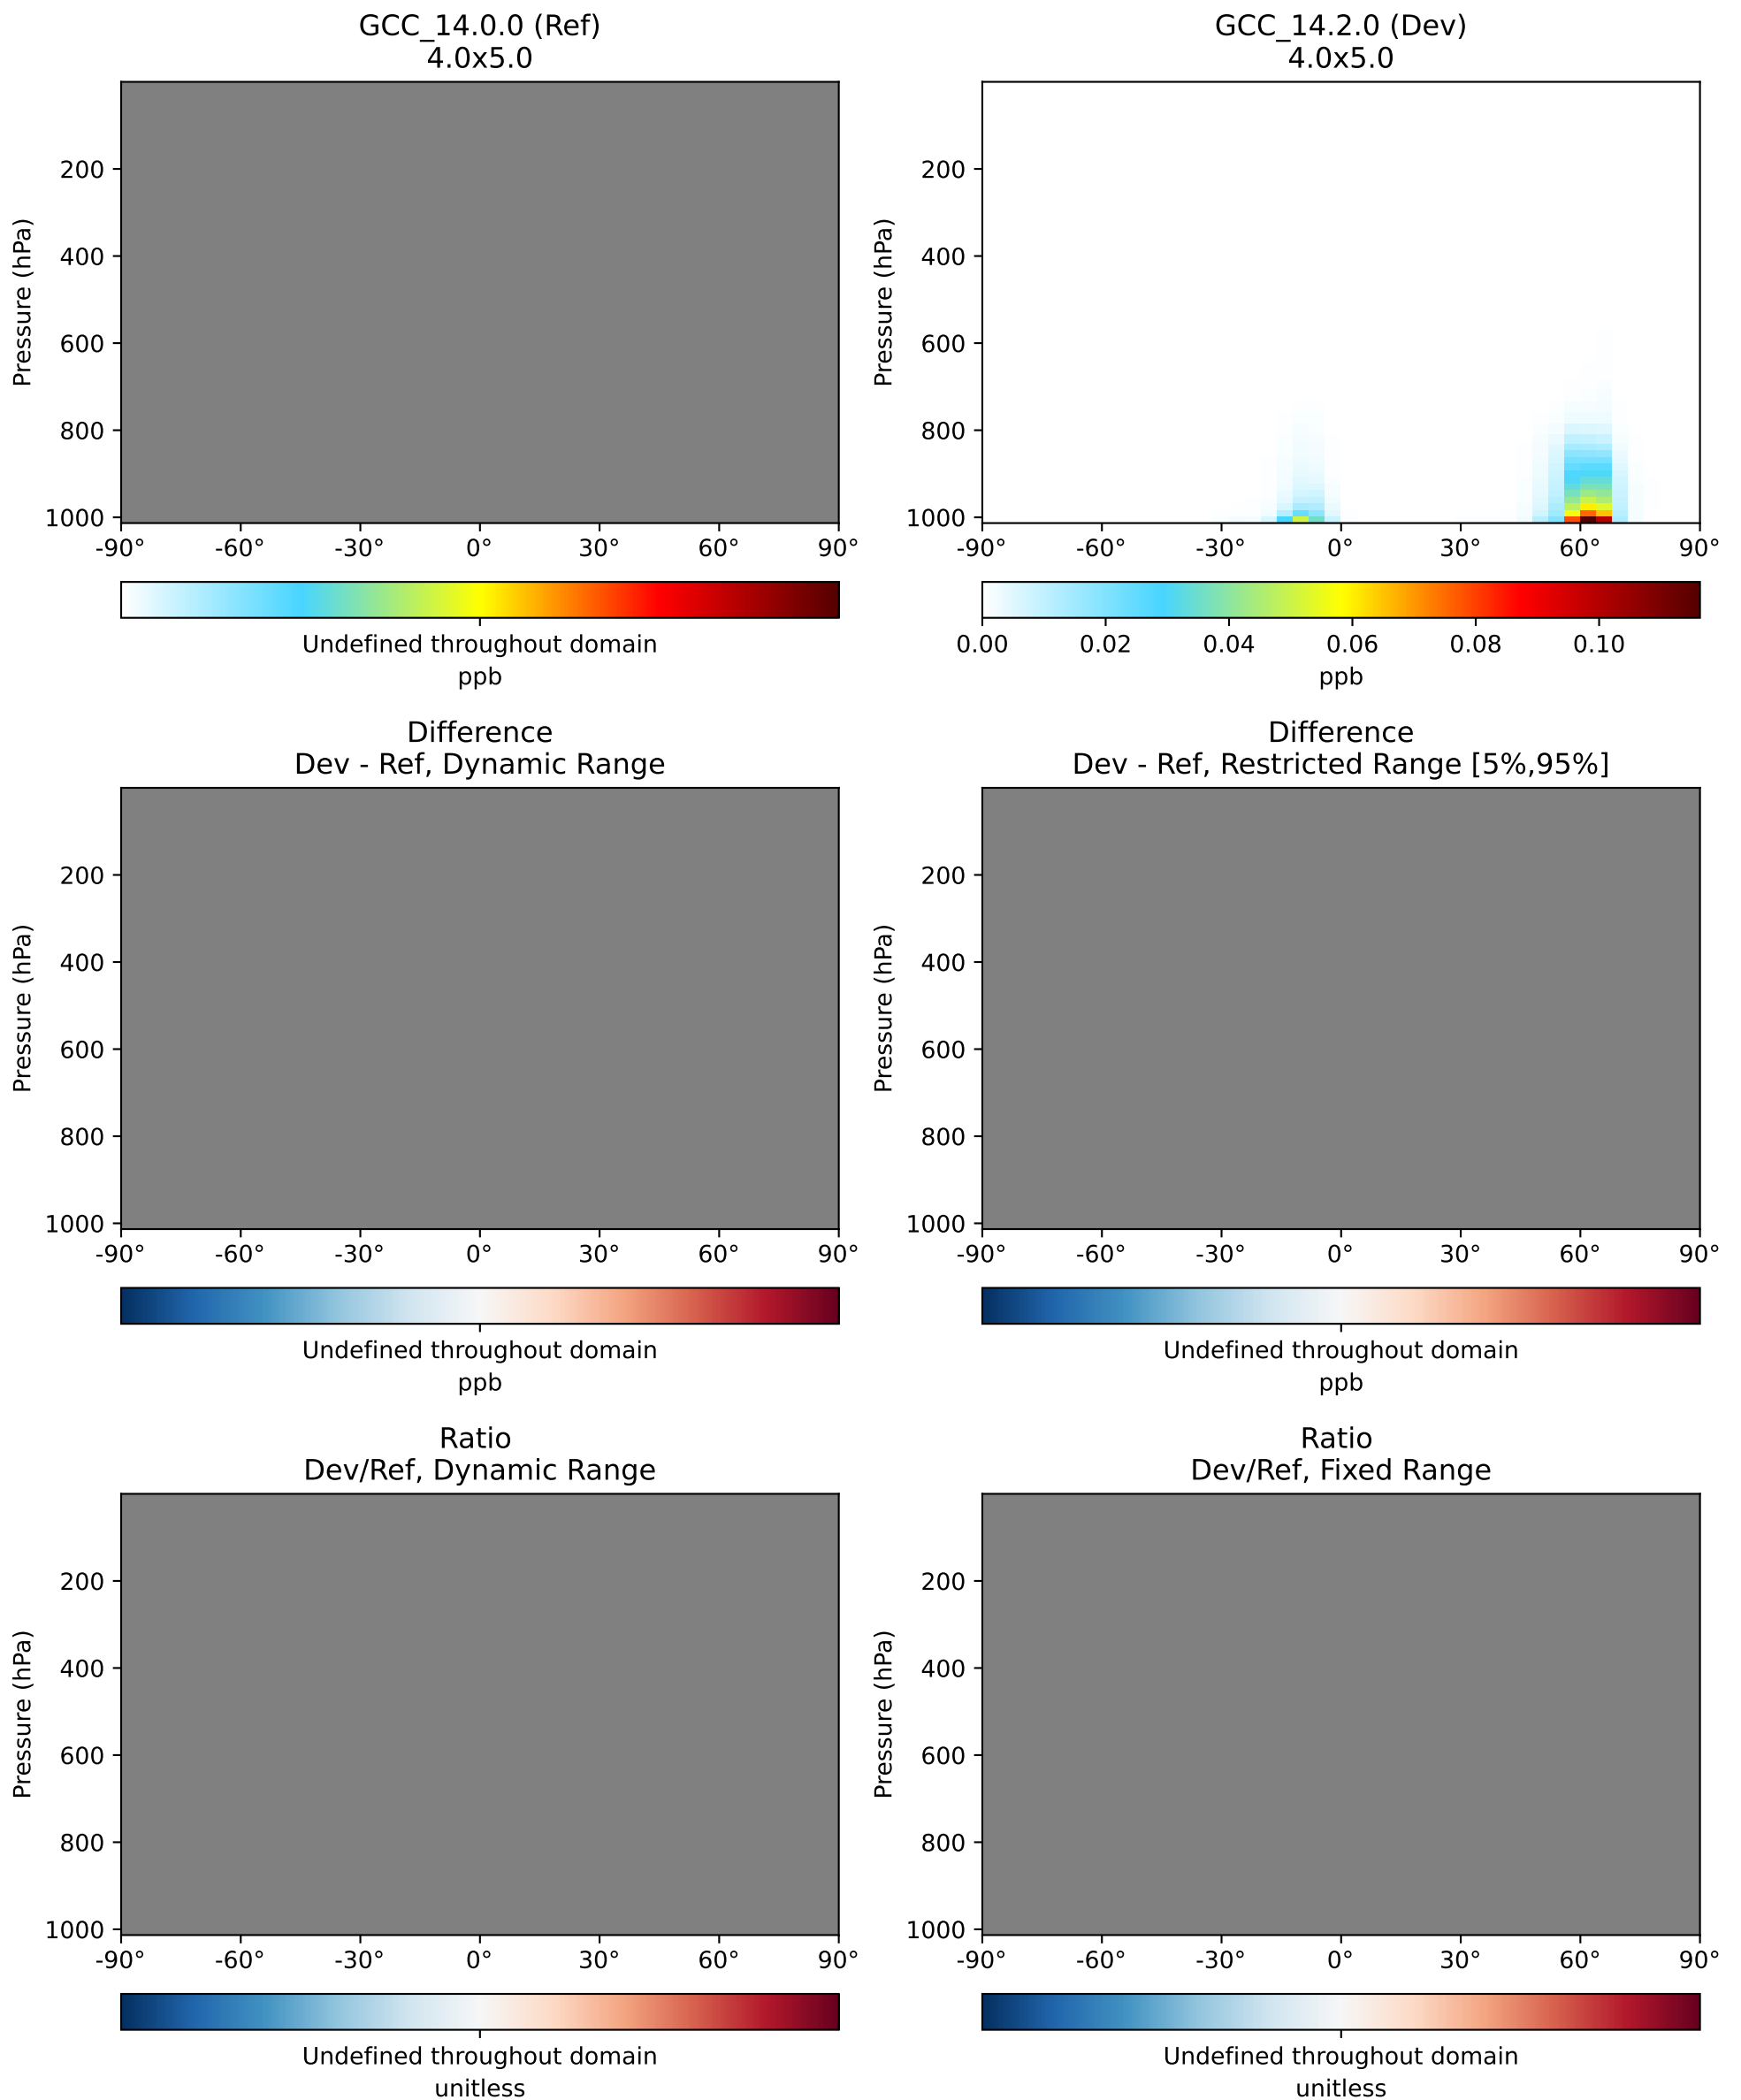 GCC_14.0.0 (Ref)
4.0x5.0
Pressure (hPa)
200
400
600
800
1000
-90° -60° -30° 0° 30° 60° 90°
Undefined throughout domain
ppb
GCC_14.2.0 (Dev)
4.0x5.0
Pressure (hPa)
200
400
600
800
1000
-90° -60° -30° 0° 30° 60° 90°
0.00 0.02 0.04 0.06 0.08 0.10
ppb
Difference
Dev - Ref, Dynamic Range
Pressure (hPa)
200
400
600
800
1000
-90° -60° -30° 0° 30° 60° 90°
Undefined throughout domain
ppb
Difference
Dev - Ref, Restricted Range [5%,95%]
Pressure (hPa)
200
400
600
800
1000
-90° -60° -30° 0° 30° 60° 90°
Undefined throughout domain
ppb
Ratio
Dev/Ref, Dynamic Range
Pressure (hPa)
200
400
600
800
1000
-90° -60° -30° 0° 30° 60° 90°
Undefined throughout domain
unitless
Ratio
Dev/Ref, Fixed Range
Pressure (hPa)
200
400
600
800
1000
-90° -60° -30° 0° 30° 60° 90°
Undefined throughout domain
unitless